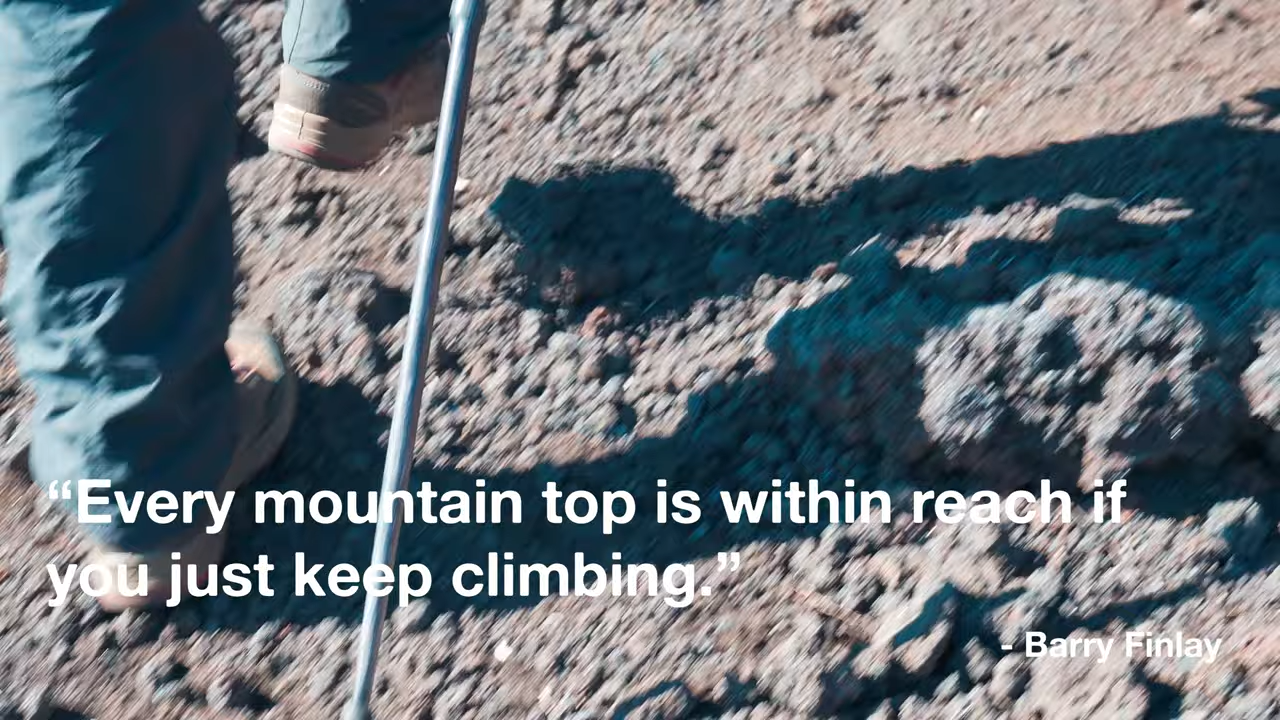 “Every mountain top is within reach if
you just keep climbing.”
- Barry Finlay